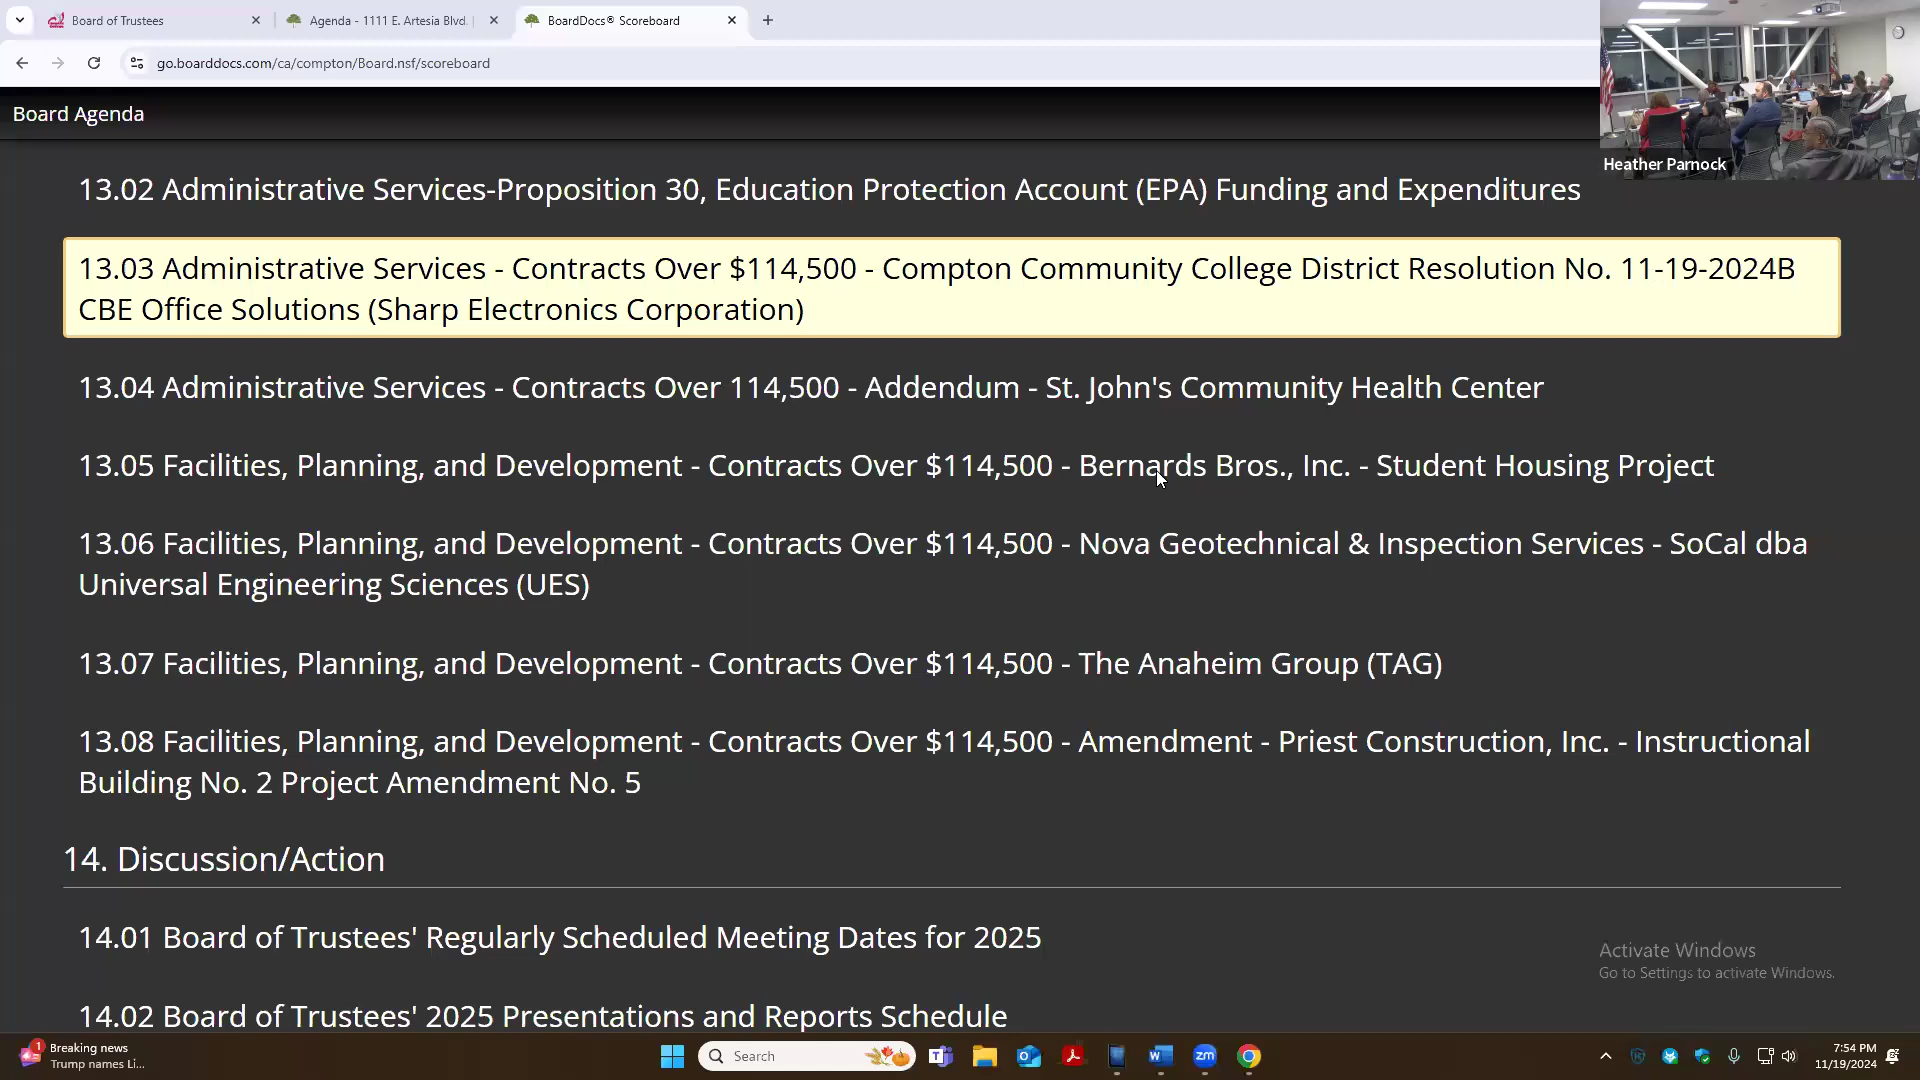 Board of Trustees
Agenda - 1111 E. Artesia Blvd.
BoardDocs® Scoreboard
go.boarddocs.com/ca/compton/Board.nsf/scoreboard
Board Agenda
Heather Parnock
13.02 Administrative Services-Proposition 30, Education Protection Account (EPA) Funding and Expenditures
13.03 Administrative Services - Contracts Over $114,500 - Compton Community College District Resolution No. 11-19-2024B
CBE Office Solutions (Sharp Electronics Corporation)
13.04 Administrative Services - Contracts Over 114,500 - Addendum - St. John's Community Health Center
13.05 Facilities, Planning, and Development - Contracts Over $114,500 - Bernards Bros., Inc. - Student Housing Project
13.06 Facilities, Planning, and Development - Contracts Over $114,500 - Nova Geotechnical & Inspection Services - SoCal dba
Universal Engineering Sciences (UES)
13.07 Facilities, Planning, and Development - Contracts Over $114,500 - The Anaheim Group (TAG)
13.08 Facilities, Planning, and Development - Contracts Over $114,500 - Amendment - Priest Construction, Inc. - Instructional
Building No. 2 Project Amendment No. 5
14. Discussion/Action
14.01 Board of Trustees' Regularly Scheduled Meeting Dates for 2025
Activate Windows
Go to Settings to activate Windows.
14.02 Board of Trustees' 2025 Presentations and Reports Schedule
1
Breaking news
Trump names Li...
Search
zm
7:54 PM
11/19/2024